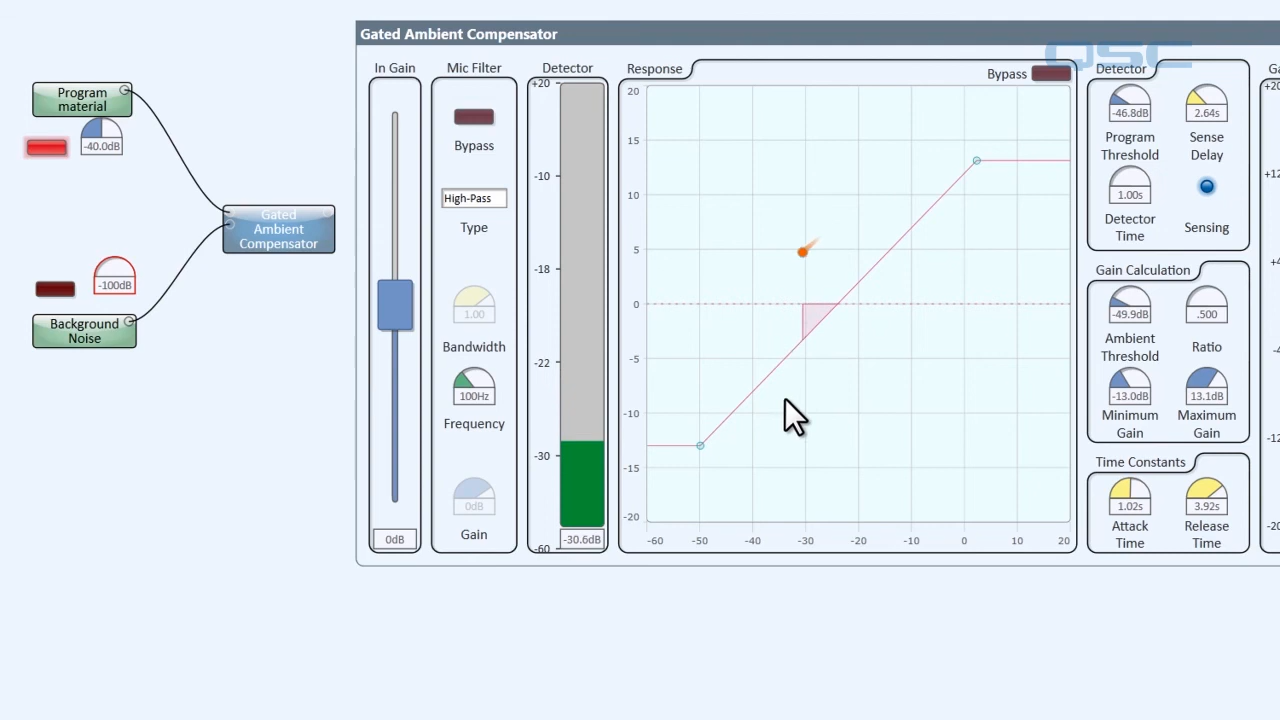 Gated Ambient Compensator
QSC
Program
material
-40.0dB
Gated
Ambient
Compensator
-100dB
Background
Noise
In Gain
0dB
Mic Filter
Bypass
High-Pass
Type
1.00
Bandwidth
100Hz
Frequency
0dB
Gain
Detector
+20
-10
-18
-22
-30
-60
-30.6dB
Response
Bypass
20
15
10
5
0
-5
-10
-15
-20
-60 -50 -40 -30 -20 -10 0 10 20
Detector
-46.8dB 2.64s
Program Sense
Threshold Delay
1.00s
Detector Sensing
Time
Gain Calculation
-49.9dB .500
Ambient Ratio
Threshold
-13.0dB 13.1dB
Minimum Maximum
Gain Gain
Time Constants
1.02s 3.92s
Attack Release
Time Time